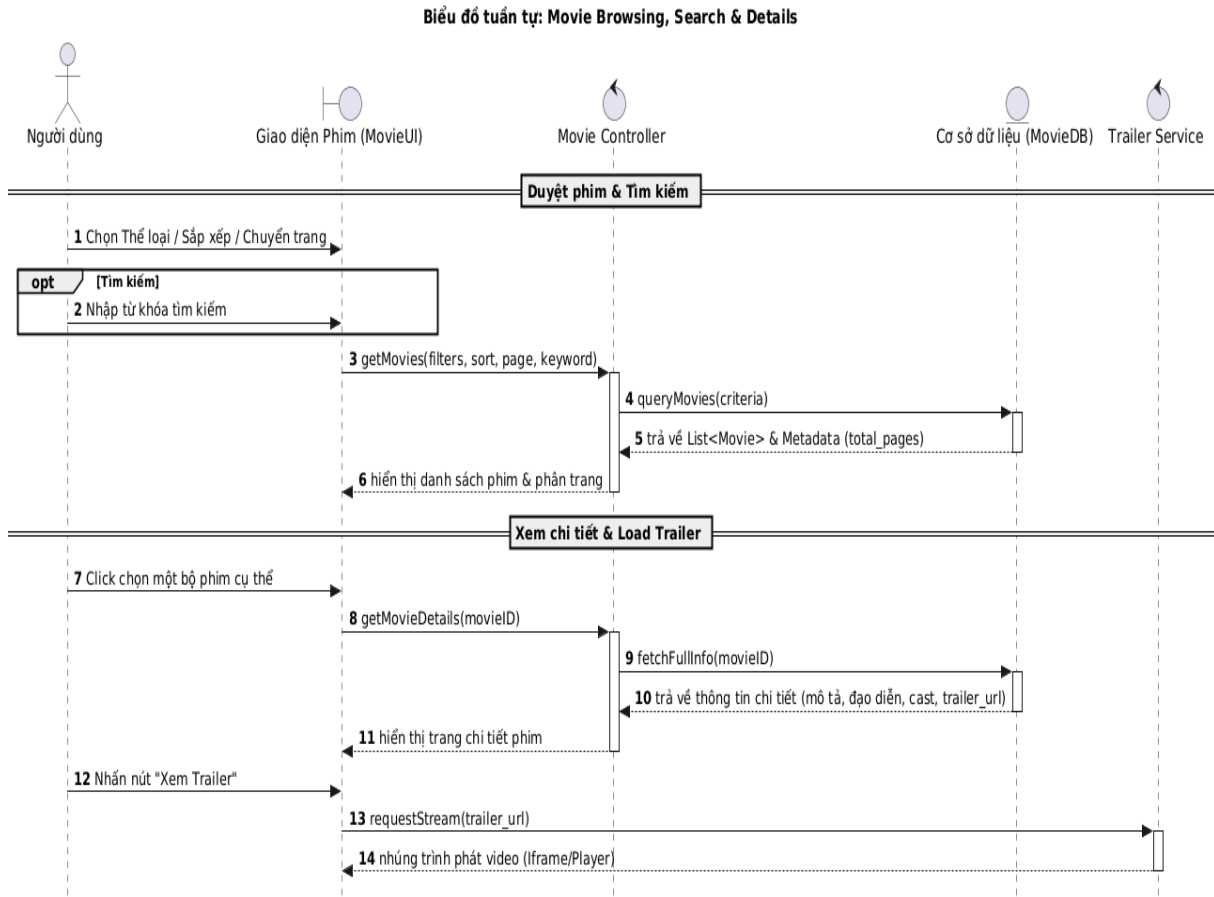 Biểu đồ tuần tự: Movie Browsing, Search & Details
Người dùng
Giao diện Phim (MovieUI)
Movie Controller
Cơ sở dữ liệu (MovieDB)
Trailer Service
Duyệt phim & Tìm kiếm
1 Chọn Thể loại / Sắp xếp / Chuyển trang
opt [Tìm kiếm]
2 Nhập từ khóa tìm kiếm
3 getMovies(filters, sort, page, keyword)
4 queryMovies(criteria)
5 trả về List<Movie> & Metadata (total_pages)
6 hiển thị danh sách phim & phân trang
Xem chi tiết & Load Trailer
7 Click chọn một bộ phim cụ thể
8 getMovieDetails(movieID)
9 fetchFullInfo(movieID)
10 trả về thông tin chi tiết (mô tả, đạo diễn, cast, trailer_url)
11 hiển thị trang chi tiết phim
12 Nhấn nút "Xem Trailer"
13 requestStream(trailer_url)
14 nhúng trình phát video (Iframe/Player)